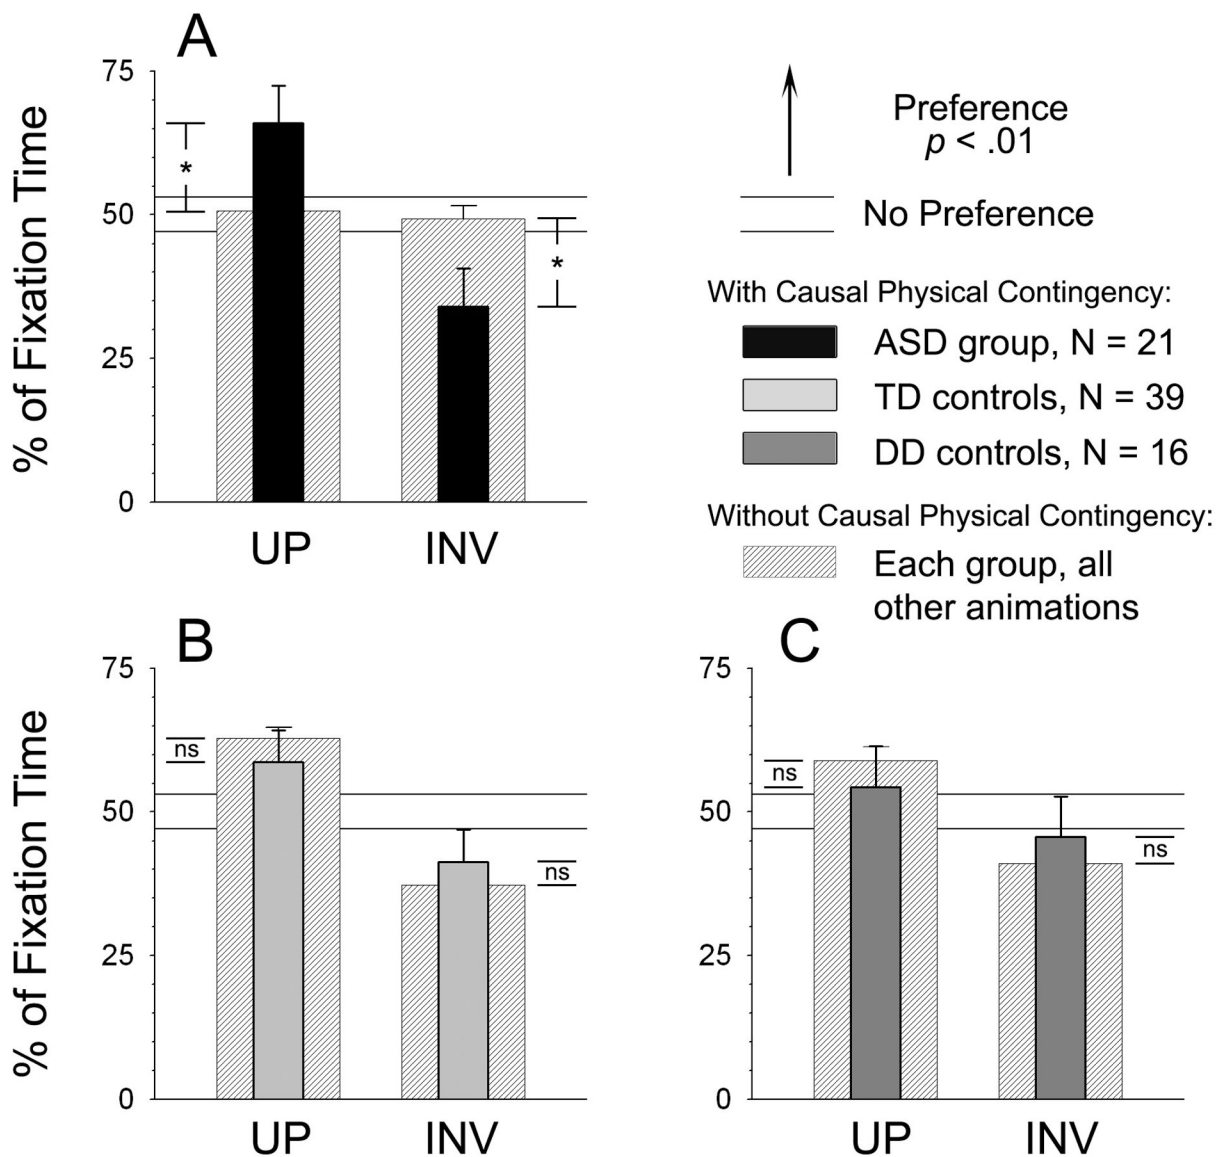 A
75
50
25
0
% of Fixation Time
*
*
UP
INV
Preference
p < .01
No Preference
With Causal Physical Contingency:
ASD group, N = 21
TD controls, N = 39
DD controls, N = 16
Without Causal Physical Contingency:
Each group, all
other animations
B
75
50
25
0
% of Fixation Time
ns
ns
UP
INV
C
75
50
25
0
ns
ns
UP
INV